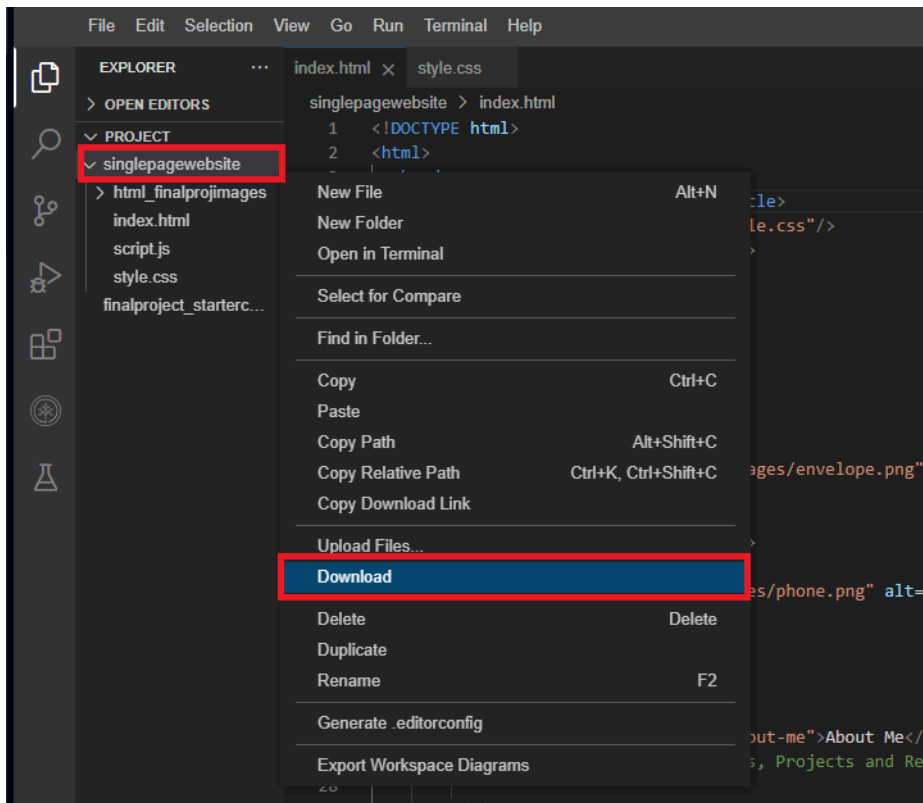 File Edit Selection View Go Run Terminal Help
EXPLORER ...
index.html × style.css
> OPEN EDITORS
singlepagewebsite > index.html
PROJECT
singlepagewebsite
html_finalprojimages
index.html
script.js
style.css
finalproject_starterc...
1 <!DOCTYPE html>
2 <html>
New File Alt+N
New Folder
Open in Terminal
Select for Compare
Find in Folder...
Copy Ctrl+C
Paste
Copy Path Alt+Shift+C
Copy Relative Path Ctrl+K, Ctrl+Shift+C
Copy Download Link
Upload Files...
Download
Delete Delete
Duplicate
Rename F2
Generate .editorconfig
Export Workspace Diagrams
tle>
le.css"/>
>
ages/envelope.png"
>
es/phone.png" alt=
out-me">About Me</
s, Projects and Re
28